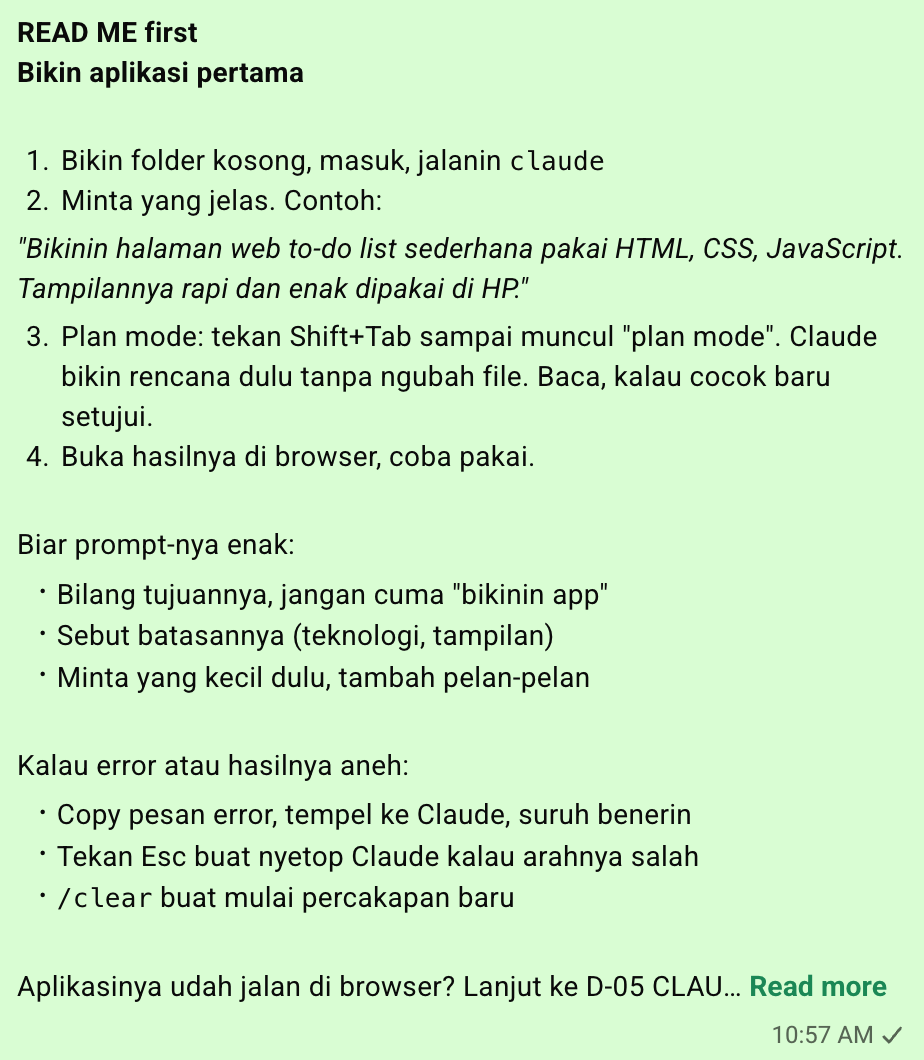 READ ME first
Bikin aplikasi pertama
1. Bikin folder kosong, masuk, jalanin claude
2. Minta yang jelas. Contoh:
"Bikinin halaman web to-do list sederhana pakai HTML, CSS, JavaScript.
Tampilannya rapi dan enak dipakai di HP."
3. Plan mode: tekan Shift+Tab sampai muncul "plan mode". Claude
bikin rencana dulu tanpa ngubah file. Baca, kalau cocok baru
setujui.
4. Buka hasilnya di browser, coba pakai.
Biar prompt-nya enak:
· Bilang tujuannya, jangan cuma "bikinin app"
· Sebut batasannya (teknologi, tampilan)
· Minta yang kecil dulu, tambah pelan-pelan
Kalau error atau hasilnya aneh:
· Copy pesan error, tempel ke Claude, suruh benerin
· Tekan Esc buat nyetop Claude kalau arahnya salah
· /clear buat mulai percakapan baru
Aplikasinya udah jalan di browser? Lanjut ke D-05 CLAU... Read more
10:57 AM ✓